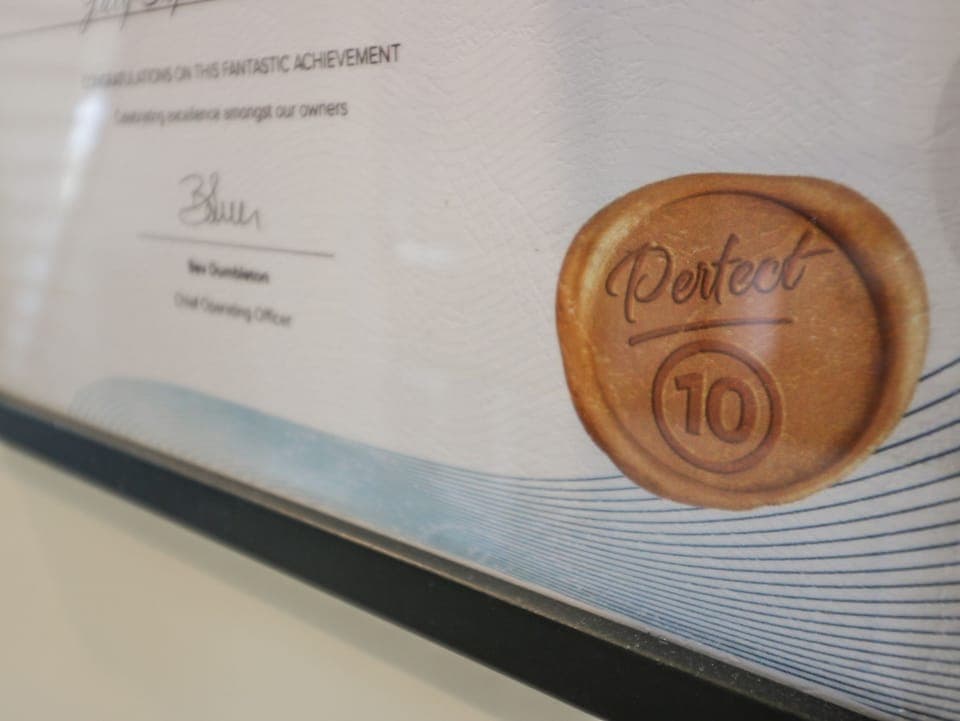 CONGRATULATIONS ON THIS FANTASTIC ACHIEVEMENT
Celebrating excellence amongst our owners
Bev Dumbleton
Chief Operating Officer
Perfect
10